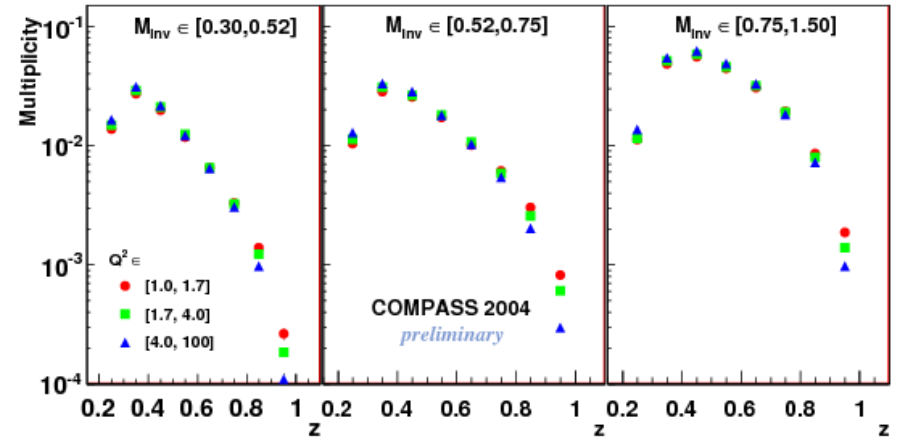 M_Inv ∈ [0.30,0.52]
M_Inv ∈ [0.52,0.75]
M_Inv ∈ [0.75,1.50]
Multiplicity
10^-1
10^-2
10^-3
10^-4
Q^2 ∈
[1.0, 1.7]
[1.7, 4.0]
[4.0, 100]
COMPASS 2004
preliminary
0.2 0.4 0.6 0.8 1
0.2 0.4 0.6 0.8 1
0.2 0.4 0.6 0.8 1
z
z
z